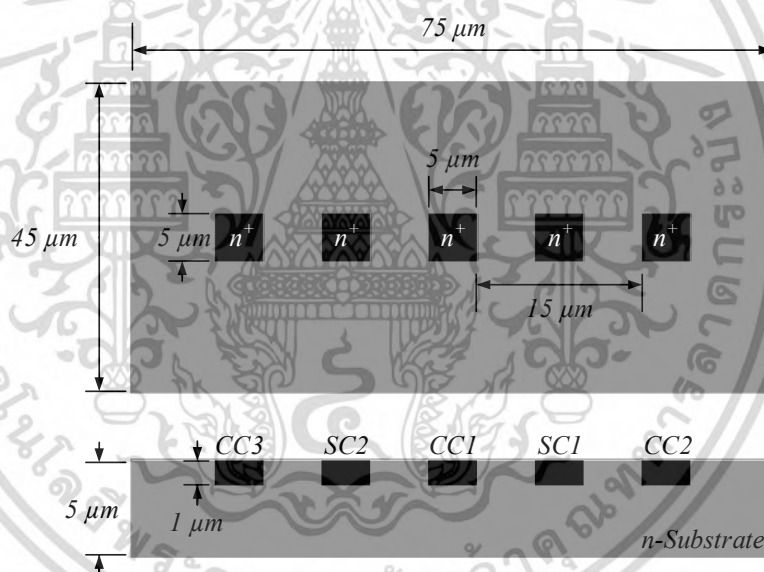 75 μm
5 μm
45 μm
5 μm
n+ n+ n+ n+ n+
15 μm
CC3 SC2 CC1 SC1 CC2
5 μm
1 μm
n-Substrate